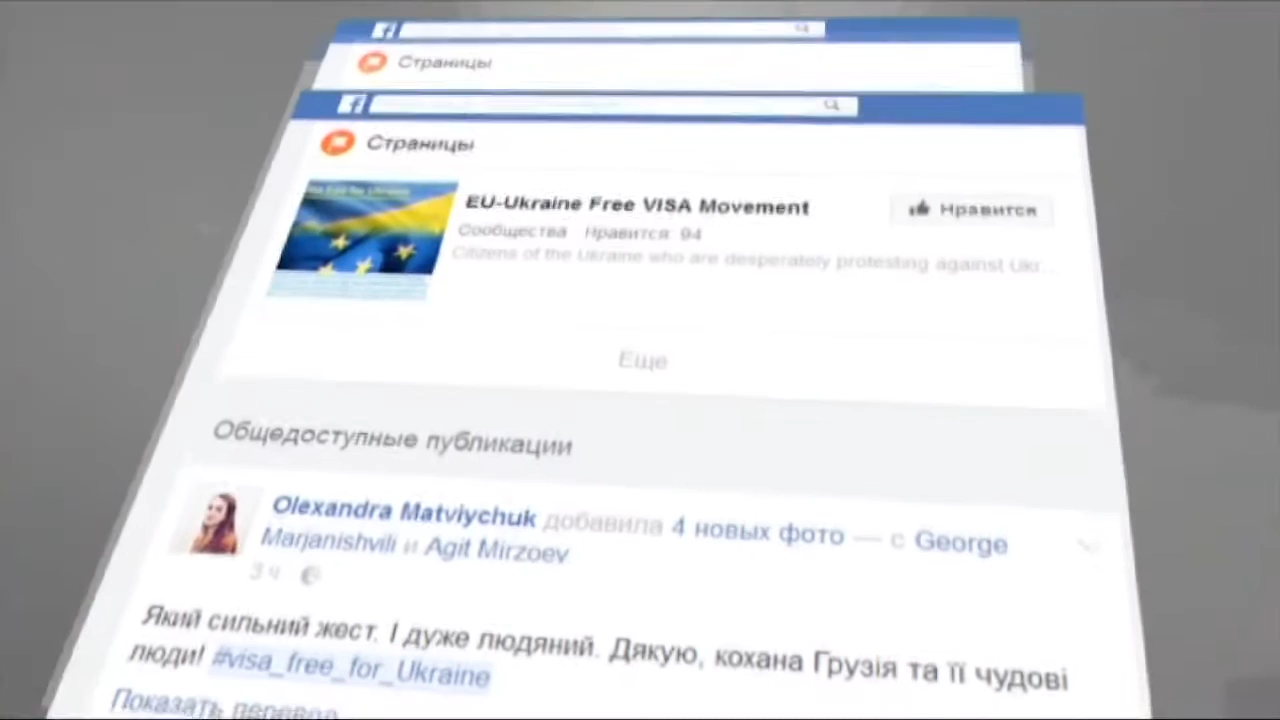 Страницы
Страницы
EU-Ukraine Free VISA Movement
Нравится
Сообщества нравится 94
Citizens of the Ukraine who are desperately protesting against Ukr...
Еще
Общедоступные публикации
Olexandra Matviychuk добавила 4 новых фото — с George
Marjanishvili и Agit Mirzoev
3 ч
Який сильний жест. І дуже людяний. Дякую, кохана Грузія та її чудові
люди! #visa_free_for_Ukraine
Показать перевод